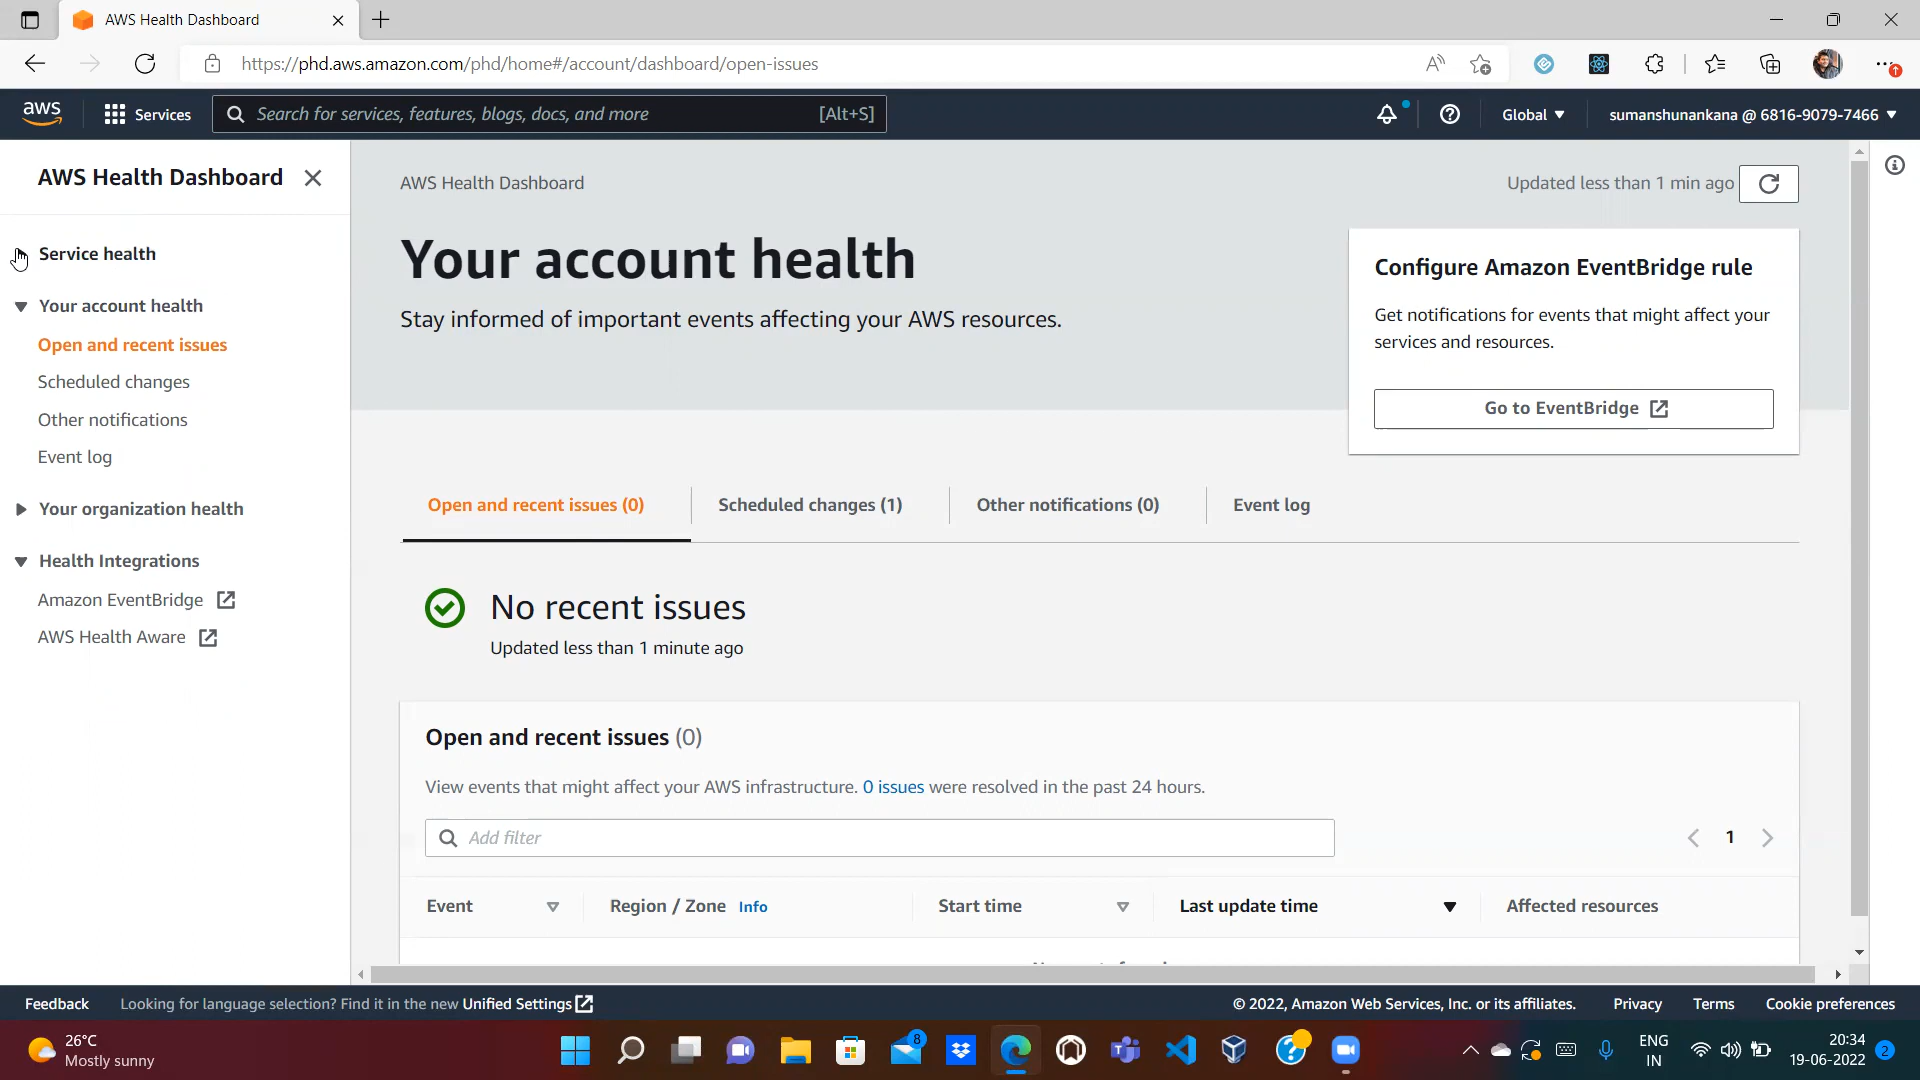 AWS Health Dashboard
https://phd.aws.amazon.com/phd/home#/account/dashboard/open-issues
aws
Services
Search for services, features, blogs, docs, and more [Alt+S]
Global
sumanshunankana @ 6816-9079-7466
AWS Health Dashboard
Service health
Your account health
Open and recent issues
Scheduled changes
Other notifications
Event log
Your organization health
Health Integrations
Amazon EventBridge
AWS Health Aware
AWS Health Dashboard
Updated less than 1 min ago
Your account health
Stay informed of important events affecting your AWS resources.
Configure Amazon EventBridge rule
Get notifications for events that might affect your
services and resources.
Go to EventBridge
Open and recent issues (0)
Scheduled changes (1)
Other notifications (0)
Event log
No recent issues
Updated less than 1 minute ago
Open and recent issues (0)
View events that might affect your AWS infrastructure. 0 issues were resolved in the past 24 hours.
Add filter
1
Event
Region / Zone Info
Start time
Last update time
Affected resources
Feedback
Looking for language selection? Find it in the new Unified Settings
© 2022, Amazon Web Services, Inc. or its affiliates.
Privacy
Terms
Cookie preferences
26°C
Mostly sunny
8
ENG
IN
20:34
19-06-2022
2